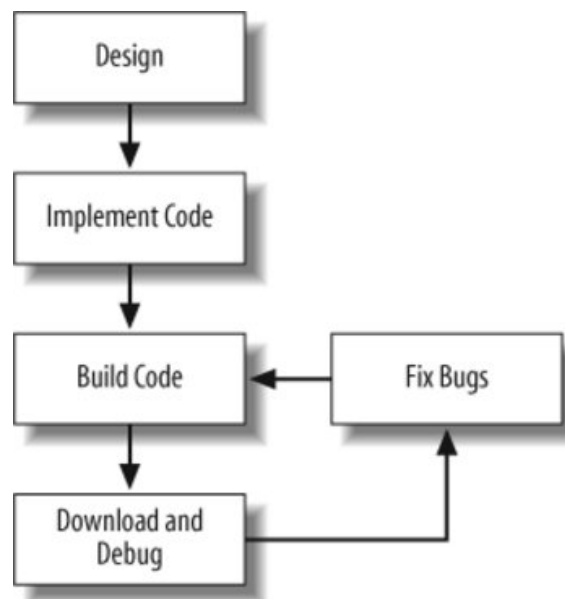 Design
Implement Code
Build Code
Fix Bugs
Download and
Debug